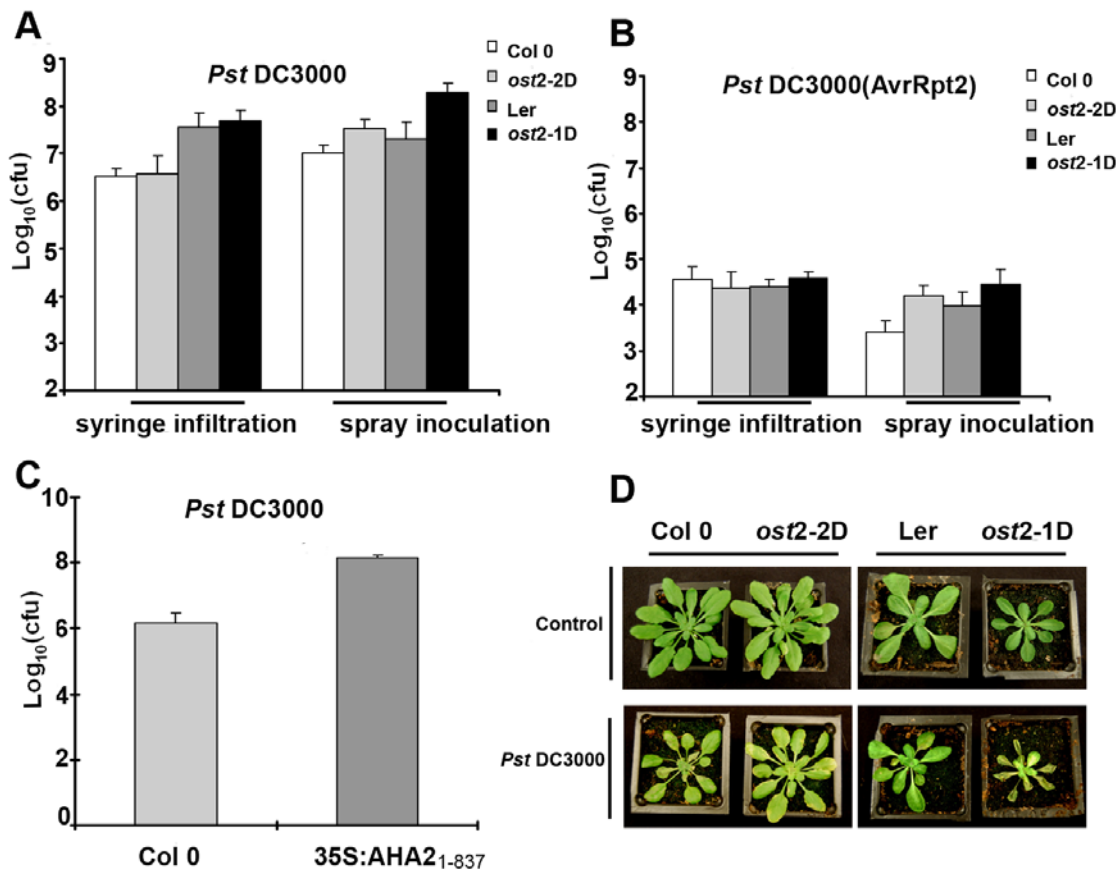 A
Pst DC3000
Col 0
ost2-2D
Ler
ost2-1D
Log10(cfu)
9
8
7
6
5
4
3
2
syringe infiltration
spray inoculation
B
Pst DC3000(AvrRpt2)
Col 0
ost2-2D
Ler
ost2-1D
Log10(cfu)
9
8
7
6
5
4
3
2
syringe infiltration
spray inoculation
C
Pst DC3000
Log10(cfu)
10
8
6
4
2
0
Col 0
35S:AHA21-837
D
Col 0
ost2-2D
Ler
ost2-1D
Control
Pst DC3000